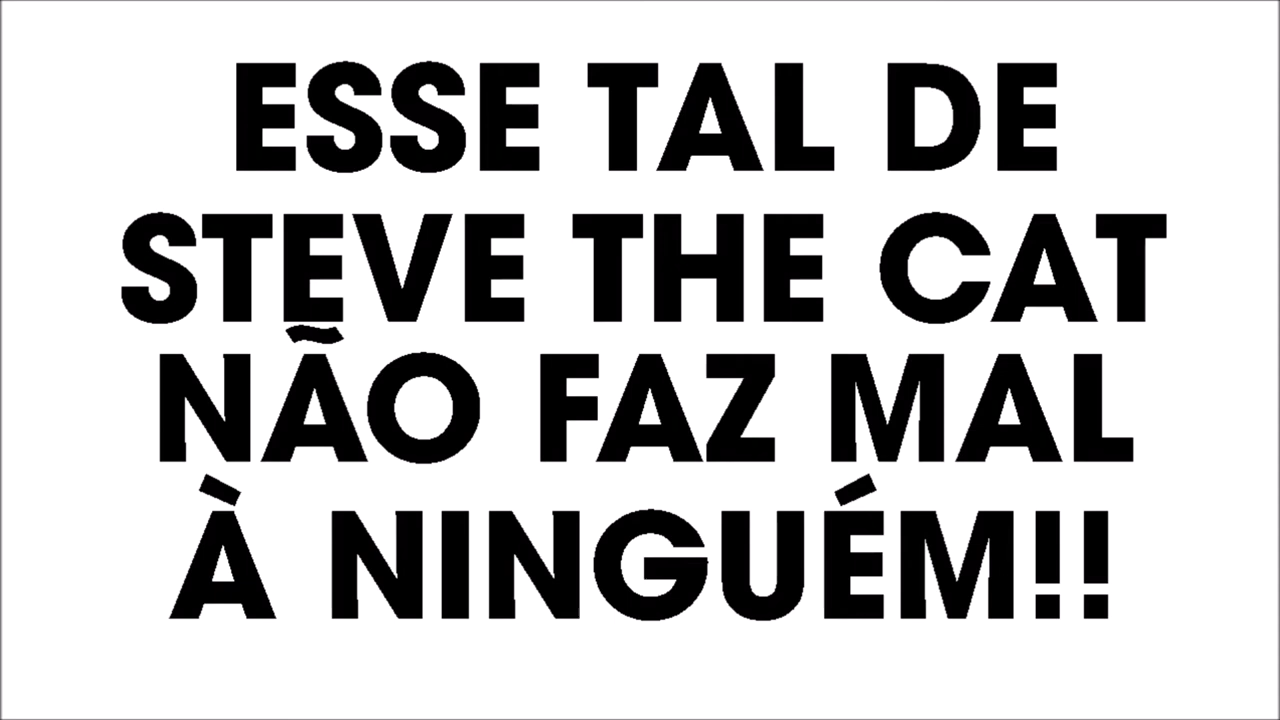 ESSE TAL DE
STEVE THE CAT
NÃO FAZ MAL
À NINGUÉM!!